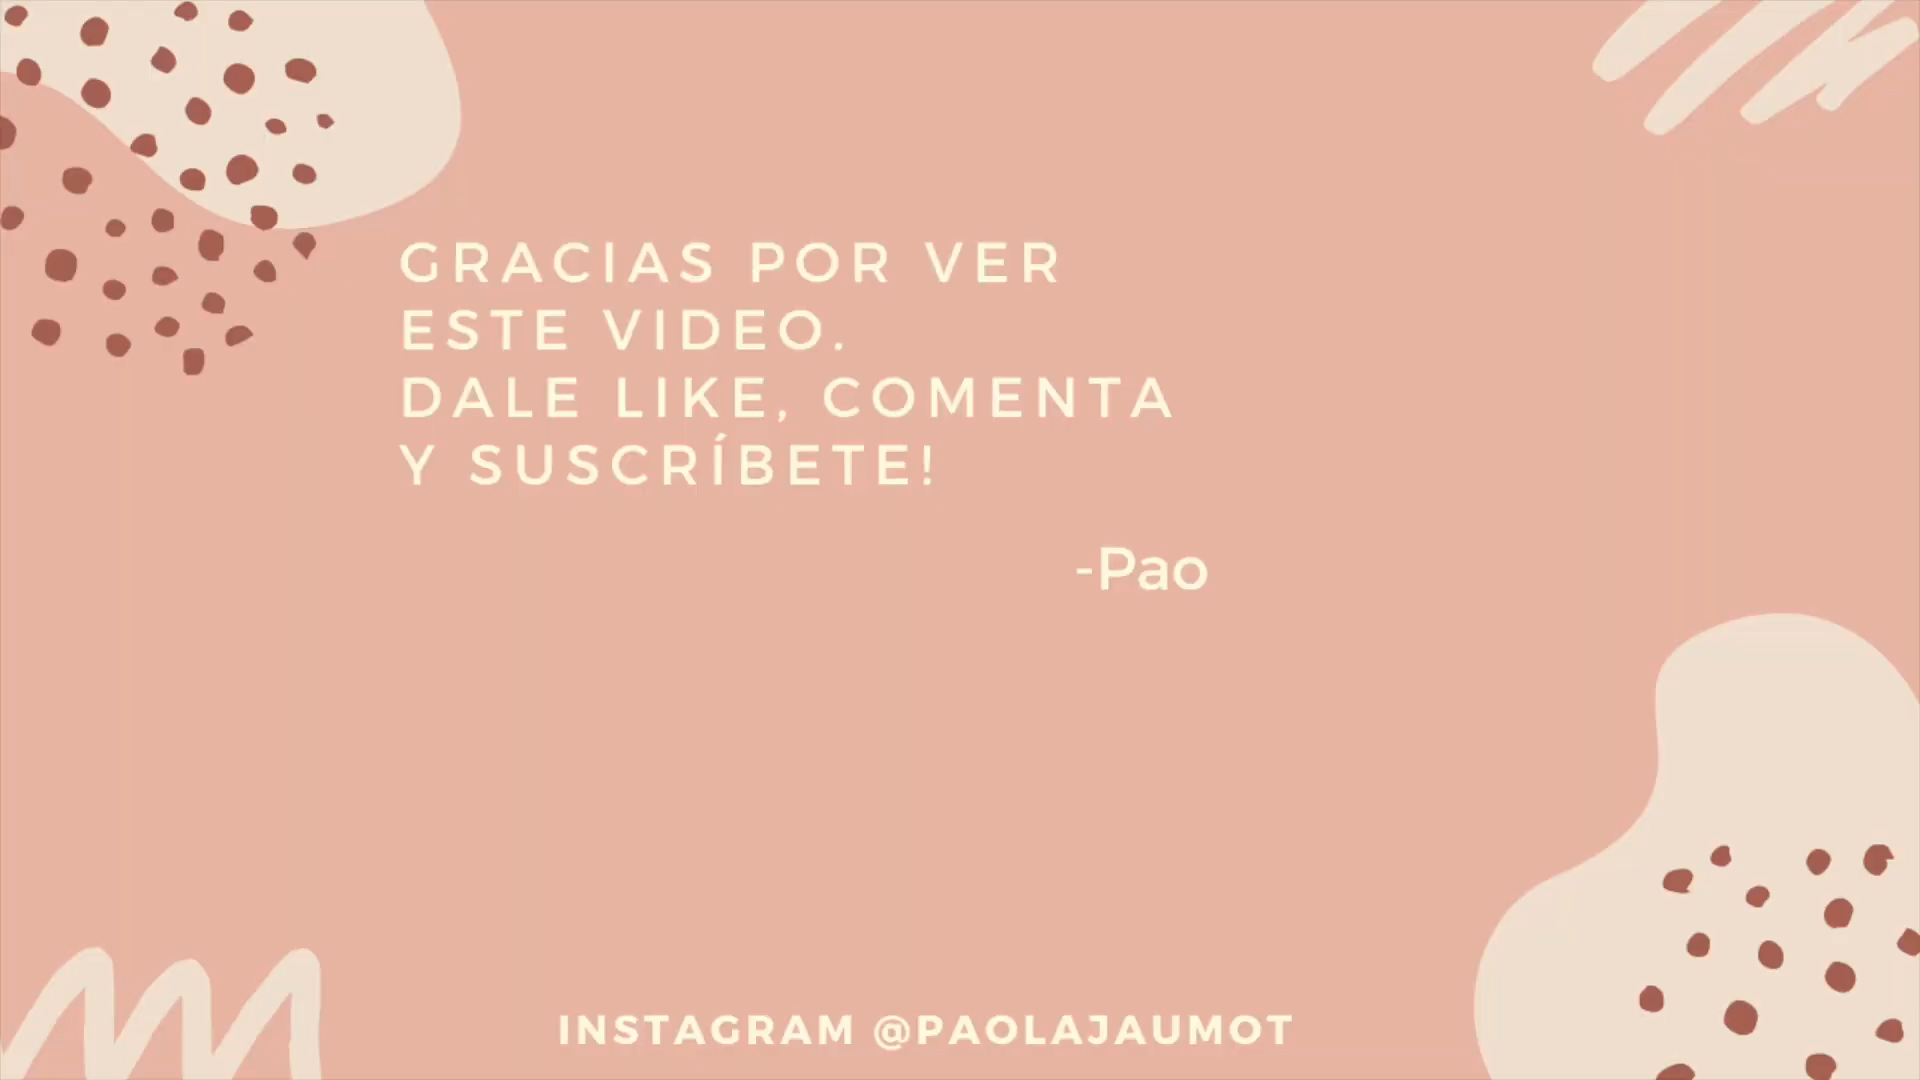 GRACIAS POR VER
ESTE VIDEO.
DALE LIKE, COMENTA
Y SUSCRÍBETE!
-Pao
INSTAGRAM @PAOLAJAUMOT